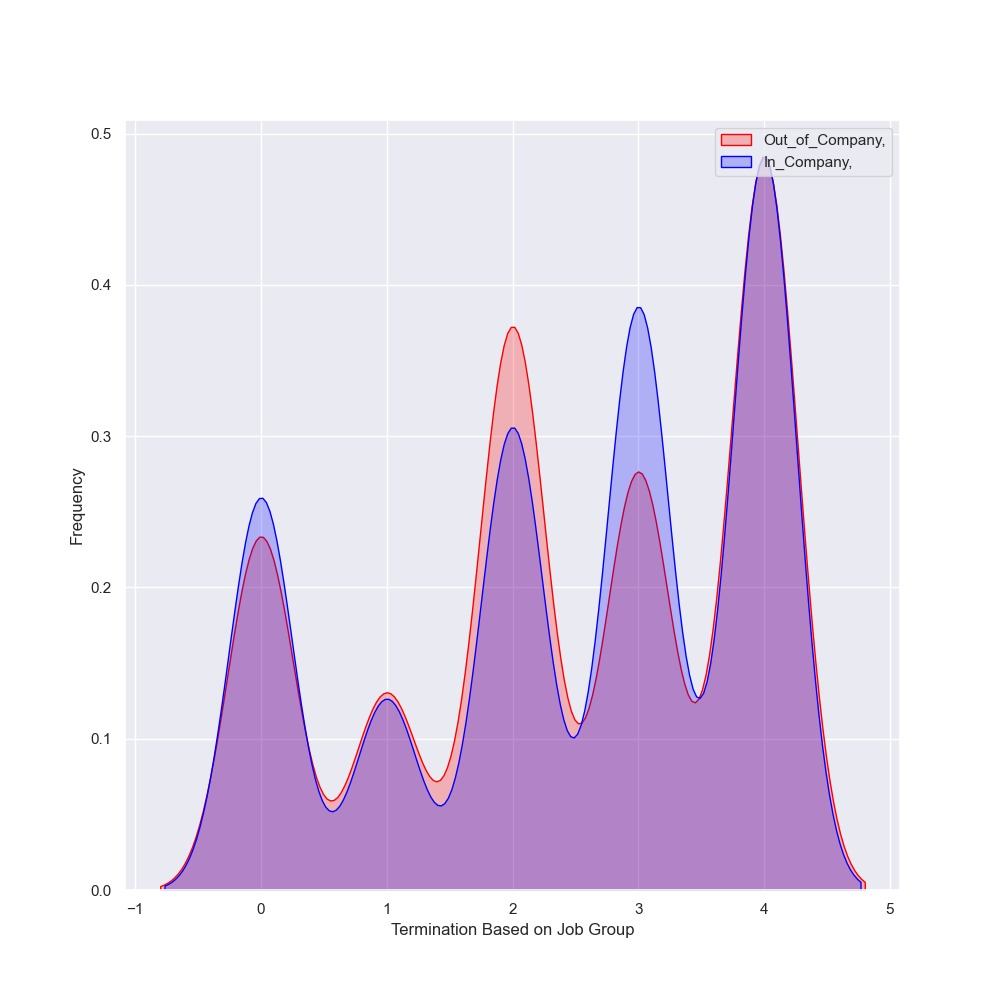 Out_of_Company,
In_Company,
0.5
0.4
0.3
0.2
0.1
0.0
Frequency
−1 0 1 2 3 4 5
Termination Based on Job Group